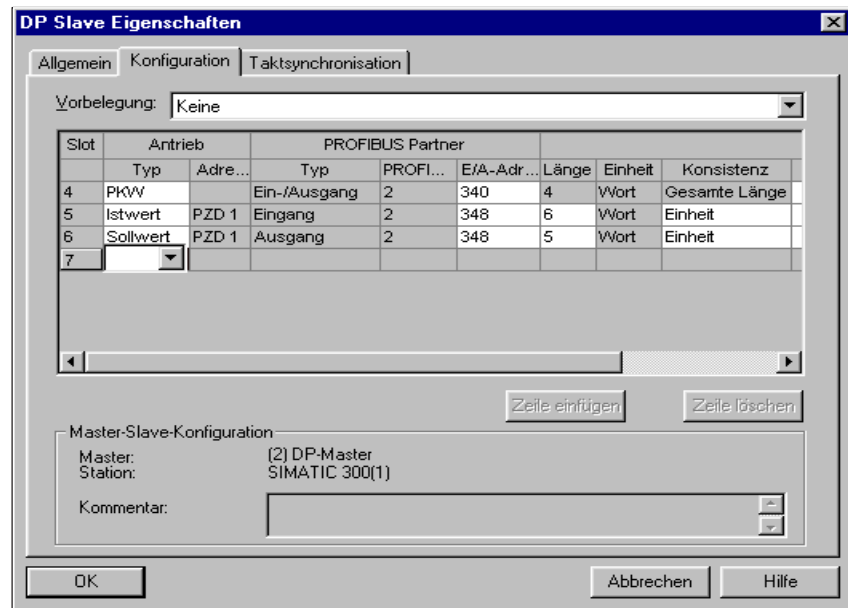 DP Slave Eigenschaften
Allgemein Konfiguration Taktsynchronisation
Vorbelegung: Keine
Slot Antrieb PROFIBUS Partner
Typ Adre... Typ PROFI... E/A-Adr... Länge Einheit Konsistenz
4 PKW Ein-/Ausgang 2 340 4 Wort Gesamte Länge
5 Istwert PZD 1 Eingang 2 348 6 Wort Einheit
6 Sollwert PZD 1 Ausgang 2 348 5 Wort Einheit
7
Zeile einfügen Zeile löschen
Master-Slave-Konfiguration
Master: (2) DP-Master
Station: SIMATIC 300(1)
Kommentar:
OK Abbrechen Hilfe